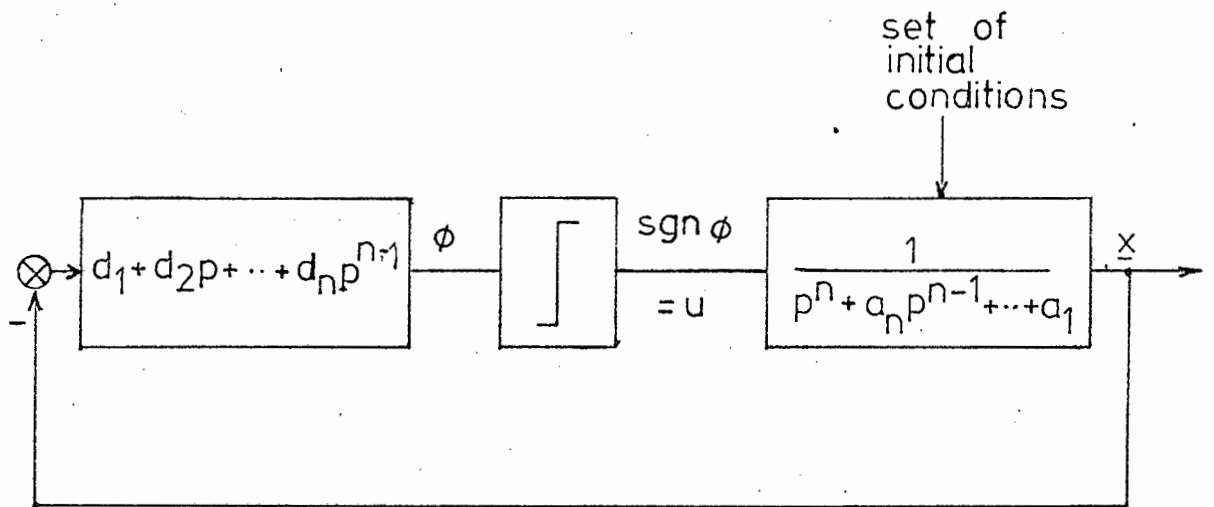 set of
initial
conditions
d₁+d₂p+··+dₙpⁿ⁻¹
ϕ
sgn ϕ
= u
1
pⁿ+aₙpⁿ⁻¹+··+a₁
x
-